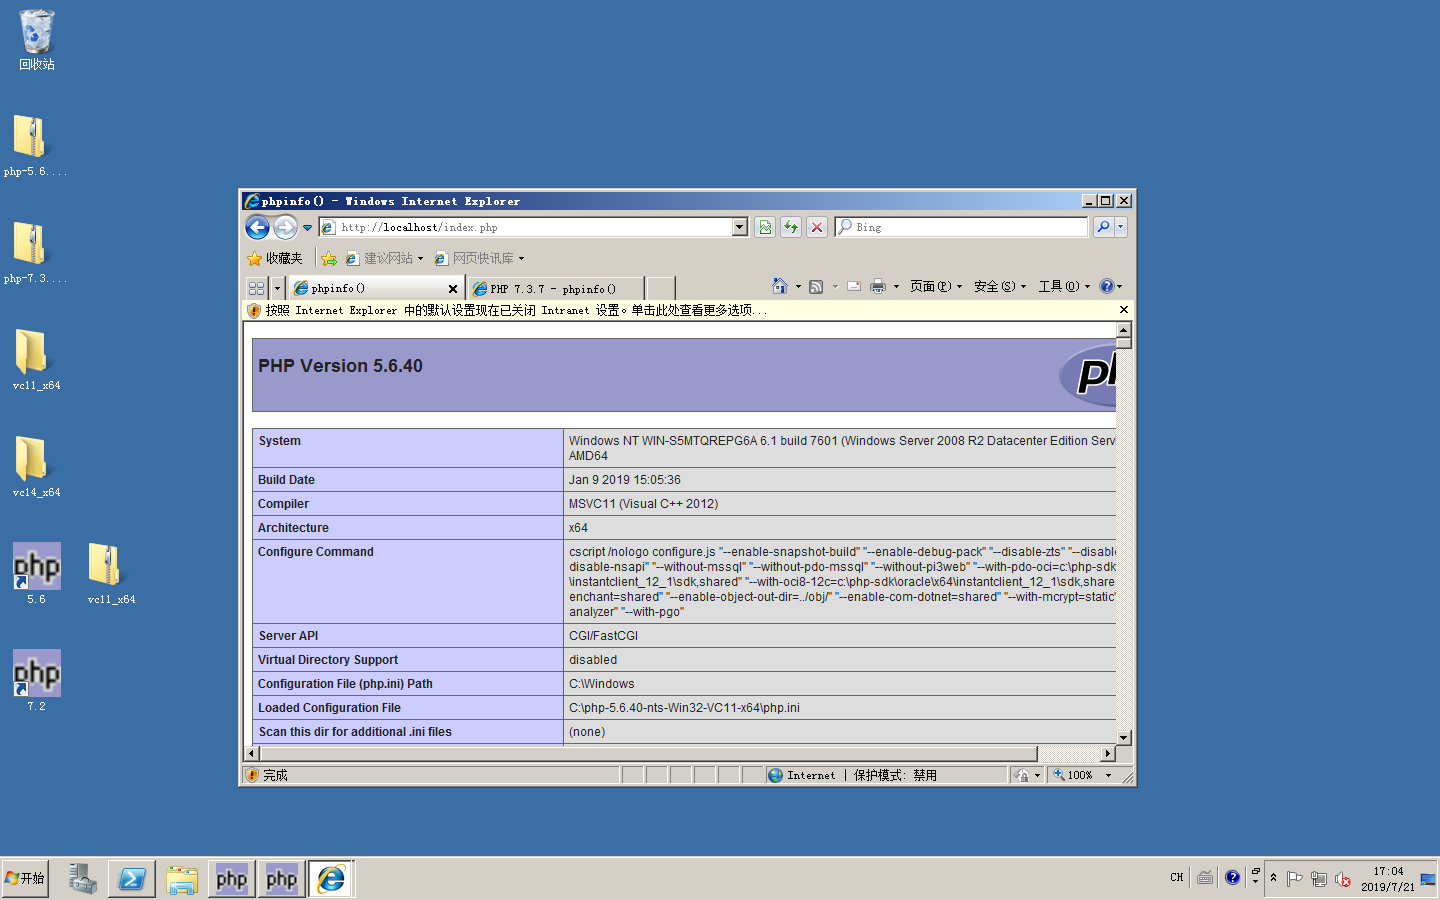 回收站
php-5.6....
php-7.3....
vc11_x64
vc14_x64
5.6
vc11_x64
7.2
phpinfo() - Windows Internet Explorer
http://localhost/index.php
Bing
收藏夹
建议网站
网页快讯库
phpinfo()
PHP 7.3.7 - phpinfo()
页面(P)
安全(S)
工具(O)
按照 Internet Explorer 中的默认设置现在已关闭 Intranet 设置。单击此处查看更多选项...
PHP Version 5.6.40
System
Windows NT WIN-S5MTQREPG6A 6.1 build 7601 (Windows Server 2008 R2 Datacenter Edition Serv
AMD64
Build Date
Jan 9 2019 15:05:36
Compiler
MSVC11 (Visual C++ 2012)
Architecture
x64
Configure Command
cscript /nologo configure.js "--enable-snapshot-build" "--enable-debug-pack" "--disable-zts" "--disable
disable-nsapi" "--without-mssql" "--without-pdo-mssql" "--without-pi3web" "--with-pdo-oci=c:\php-sdk
\instantclient_12_1\sdk,shared" "--with-oci8-12c=c:\php-sdk\oracle\x64\instantclient_12_1\sdk,share
enchant=shared" "--enable-object-out-dir=../obj/" "--enable-com-dotnet=shared" "--with-mcrypt=static"
analyzer" "--with-pgo"
Server API
CGI/FastCGI
Virtual Directory Support
disabled
Configuration File (php.ini) Path
C:\Windows
Loaded Configuration File
C:\php-5.6.40-nts-Win32-VC11-x64\php.ini
Scan this dir for additional .ini files
(none)
完成
Internet | 保护模式: 禁用
100%
开始
php
php
CH
17:04
2019/7/21